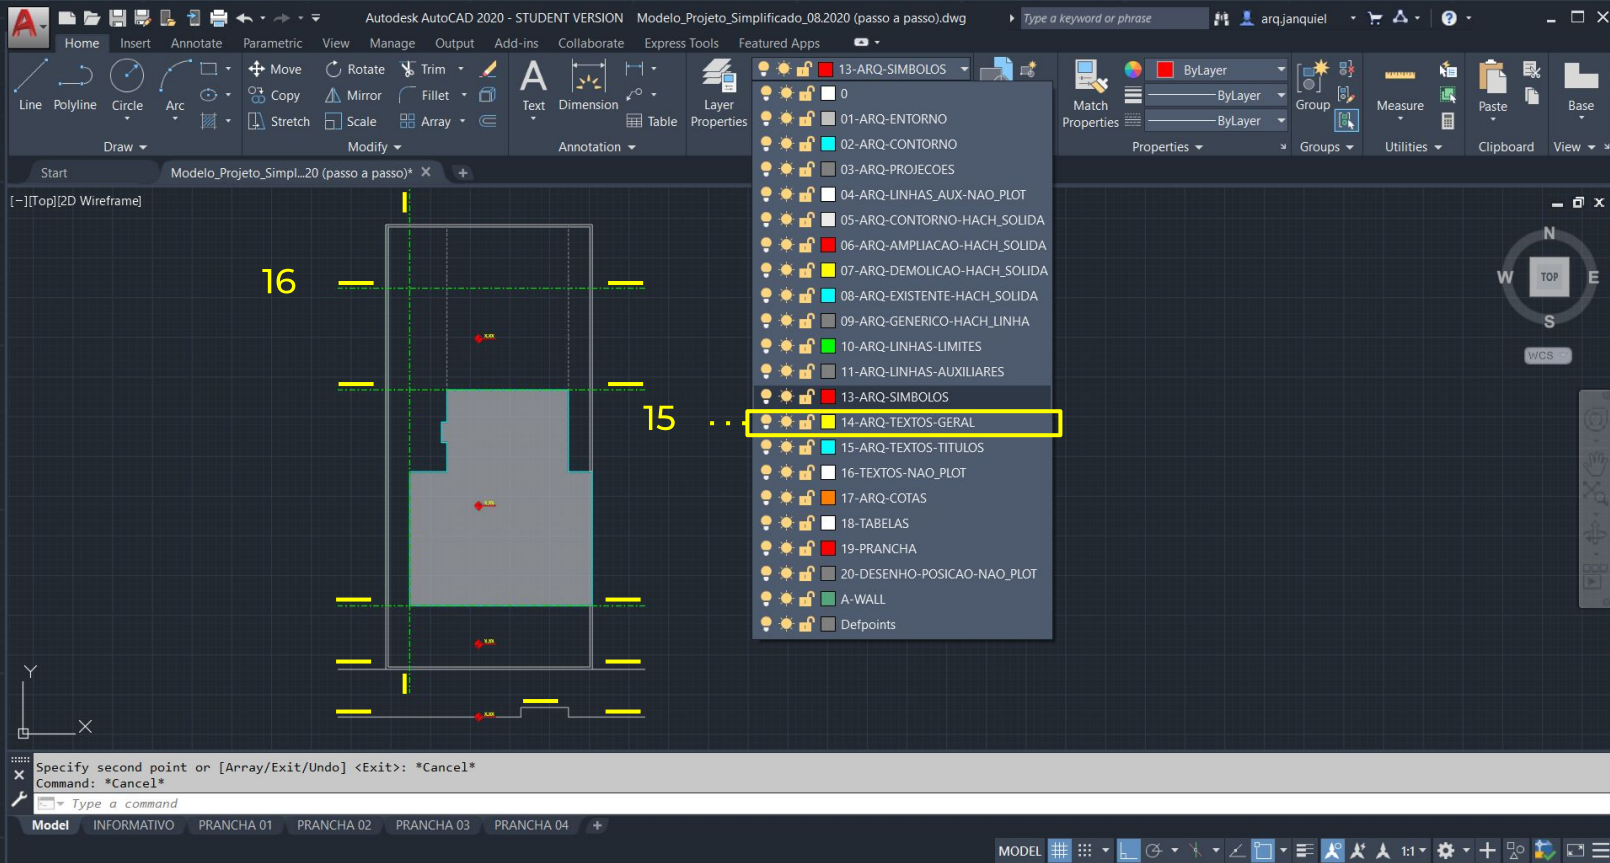 Autodesk AutoCAD 2020 - STUDENT VERSION Modelo_Projeto_Simplificado_08.2020 (passo a passo).dwg
Type a keyword or phrase
arq.janquiel
Home Insert Annotate Parametric View Manage Output Add-ins Collaborate Express Tools Featured Apps
Line Polyline Circle Arc
Move Rotate Trim
Copy Mirror Fillet
Stretch Scale Array
Text Dimension
Table
Layer
Properties
13-ARQ-SIMBOLOS
Match
Properties
ByLayer
ByLayer
ByLayer
Group
Measure
Paste
Base
Draw Modify Annotation Properties Groups Utilities Clipboard View
Start Modelo_Projeto_Simpl...20 (passo a passo)*
[−][Top][2D Wireframe]
0
01-ARQ-ENTORNO
02-ARQ-CONTORNO
03-ARQ-PROJECOES
04-ARQ-LINHAS_AUX-NAO_PLOT
05-ARQ-CONTORNO-HACH_SOLIDA
06-ARQ-AMPLIACAO-HACH_SOLIDA
07-ARQ-DEMOLICAO-HACH_SOLIDA
08-ARQ-EXISTENTE-HACH_SOLIDA
09-ARQ-GENERICO-HACH_LINHA
10-ARQ-LINHAS-LIMITES
11-ARQ-LINHAS-AUXILIARES
13-ARQ-SIMBOLOS
14-ARQ-TEXTOS-GERAL
15-ARQ-TEXTOS-TITULOS
16-TEXTOS-NAO_PLOT
17-ARQ-COTAS
18-TABELAS
19-PRANCHA
20-DESENHO-POSICAO-NAO_PLOT
A-WALL
Defpoints
16
15
N
W TOP E
S
WCS
Y
X
Specify second point or [Array/Exit/Undo] <Exit>: *Cancel*
Command: *Cancel*
Type a command
Model INFORMATIVO PRANCHA 01 PRANCHA 02 PRANCHA 03 PRANCHA 04
MODEL
1:1